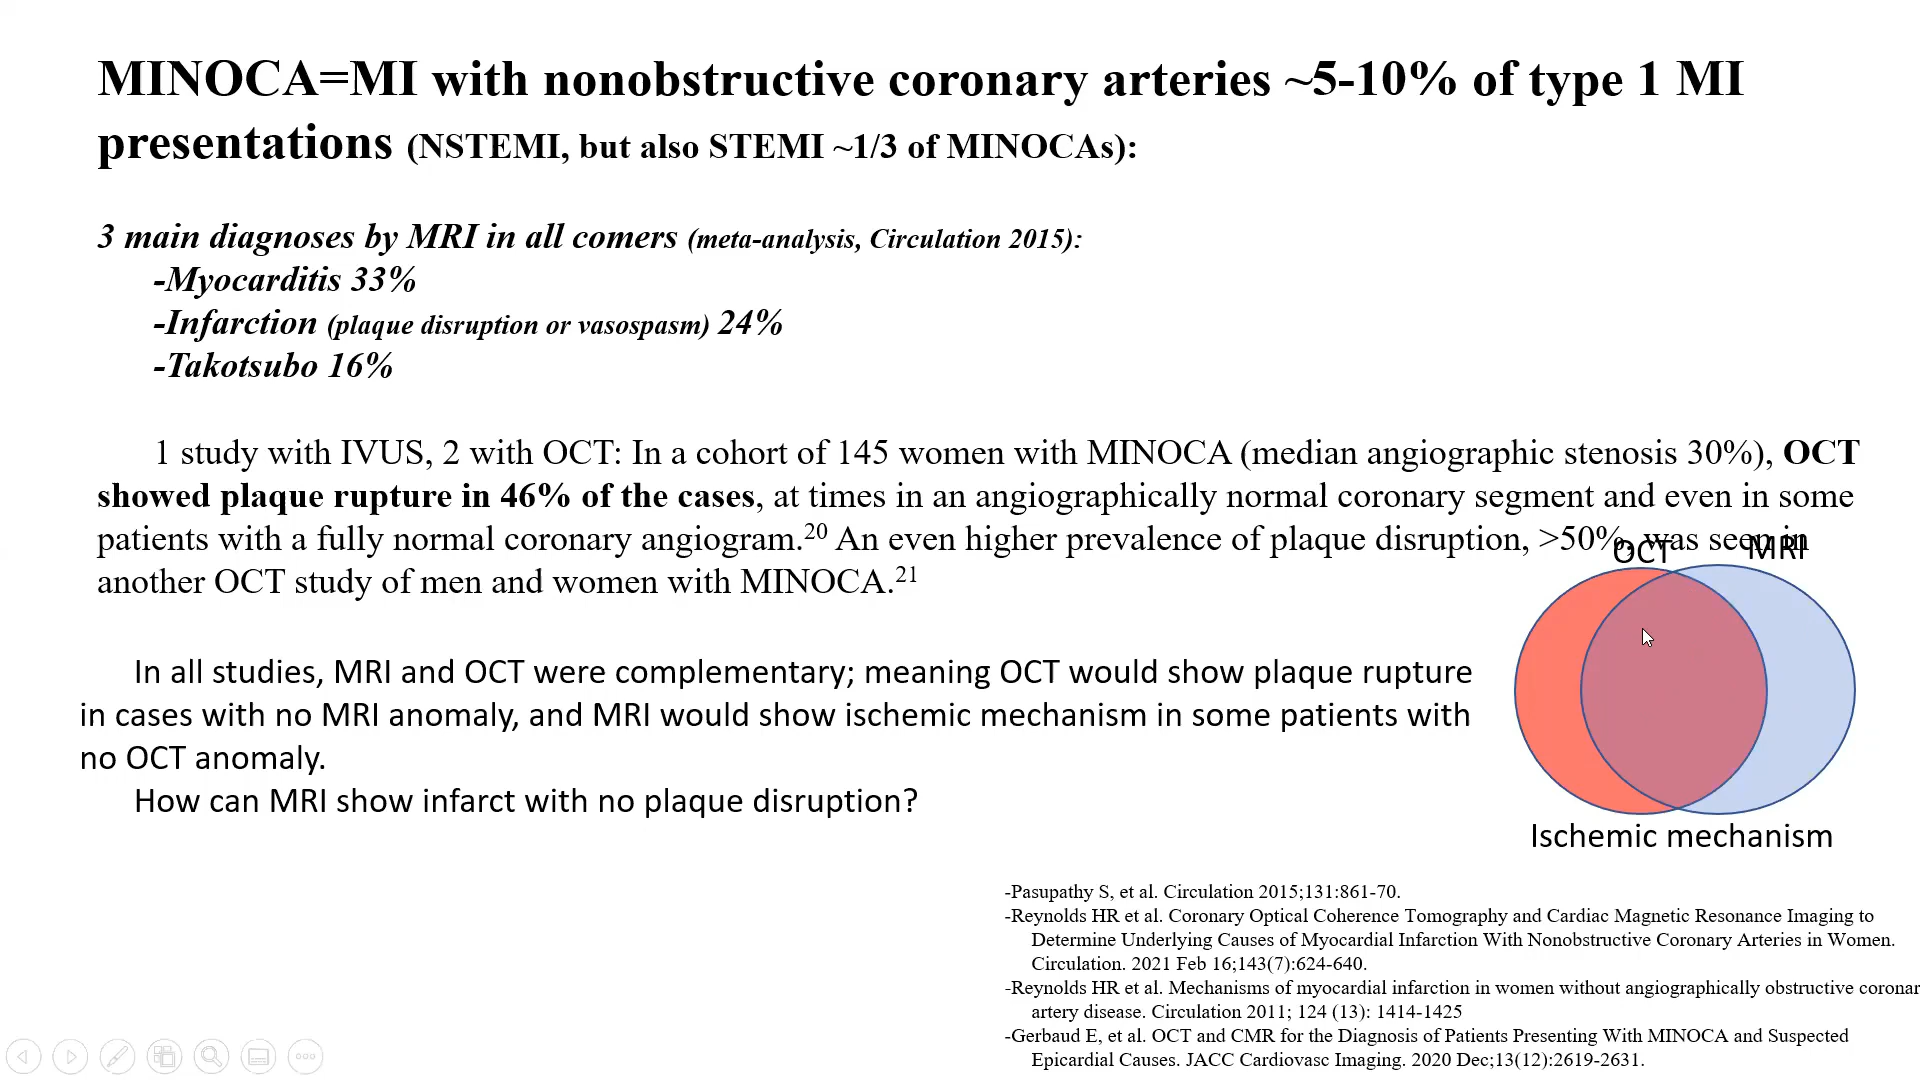 MINOCA=MI with nonobstructive coronary arteries ~5-10% of type 1 MI
presentations (NSTEMI, but also STEMI ~1/3 of MINOCAs):
3 main diagnoses by MRI in all comers (meta-analysis, Circulation 2015):
-Myocarditis 33%
-Infarction (plaque disruption or vasospasm) 24%
-Takotsubo 16%
1 study with IVUS, 2 with OCT: In a cohort of 145 women with MINOCA (median angiographic stenosis 30%), OCT
showed plaque rupture in 46% of the cases, at times in an angiographically normal coronary segment and even in some
patients with a fully normal coronary angiogram.20 An even higher prevalence of plaque disruption, >50%, was seen in
another OCT study of men and women with MINOCA.21
OCT
MRI
In all studies, MRI and OCT were complementary; meaning OCT would show plaque rupture
in cases with no MRI anomaly, and MRI would show ischemic mechanism in some patients with
no OCT anomaly.
How can MRI show infarct with no plaque disruption?
Ischemic mechanism
-Pasupathy S, et al. Circulation 2015;131:861-70.
-Reynolds HR et al. Coronary Optical Coherence Tomography and Cardiac Magnetic Resonance Imaging to
Determine Underlying Causes of Myocardial Infarction With Nonobstructive Coronary Arteries in Women.
Circulation. 2021 Feb 16;143(7):624-640.
-Reynolds HR et al. Mechanisms of myocardial infarction in women without angiographically obstructive coronar
artery disease. Circulation 2011; 124 (13): 1414-1425
-Gerbaud E, et al. OCT and CMR for the Diagnosis of Patients Presenting With MINOCA and Suspected
Epicardial Causes. JACC Cardiovasc Imaging. 2020 Dec;13(12):2619-2631.